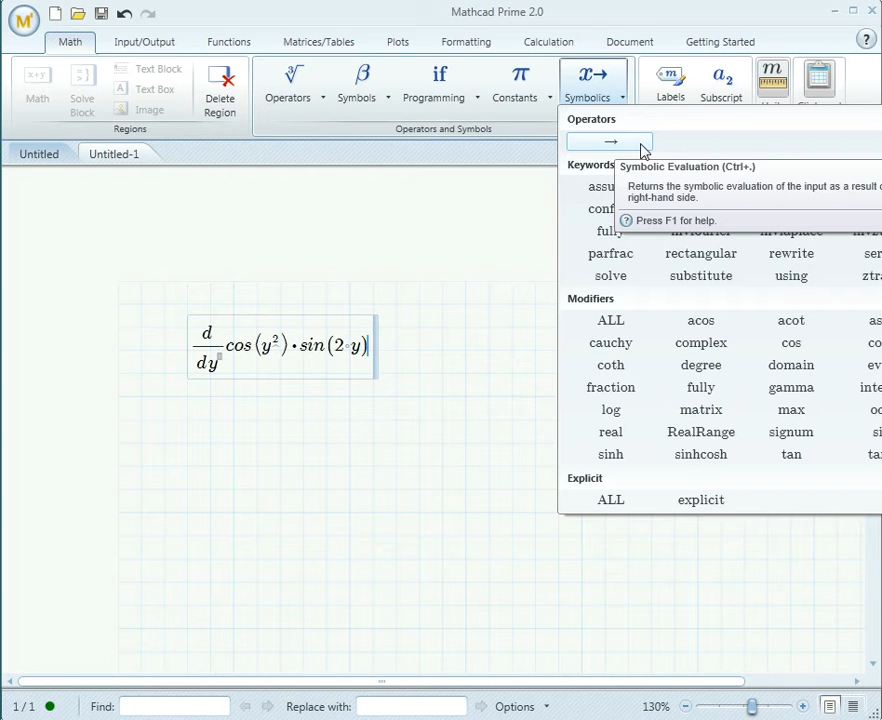 Mathcad Prime 2.0
Math Input/Output Functions Matrices/Tables Plots Formatting Calculation Document Getting Started
Math
Solve Block
Text Block
Text Box
Image
Delete Region
Regions
Operators Symbols Programming Constants Symbolics
Operators and Symbols
Labels Subscript
Untitled Untitled-1
Operators
→
Symbolic Evaluation (Ctrl+.)
Returns the symbolic evaluation of the input as a result
right-hand side.
Press F1 for help.
Keywords
parfrac rectangular rewrite
solve substitute using
Modifiers
ALL acos acot
cauchy complex cos
coth degree domain
fraction fully gamma
log matrix max
real RealRange signum
sinh sinhcosh tan
Explicit
ALL explicit
d/dy cos(y²)·sin(2·y)
1 / 1 Find: Replace with: Options 130%